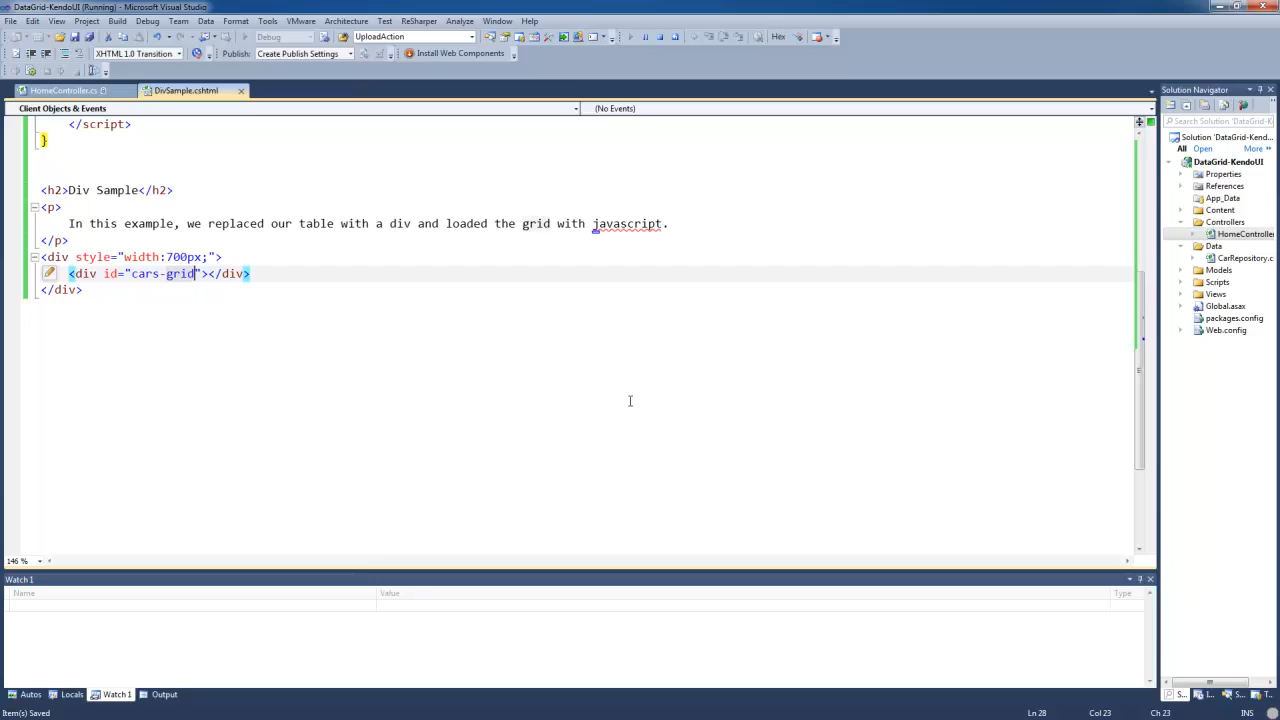 DataGrid-KendoUI (Running) - Microsoft Visual Studio
File Edit View Project Build Debug Team Data Format Tools VMware Architecture Test ReSharper Analyze Window Help
Debug UploadAction Hex
XHTML 1.0 Transition Publish: Create Publish Settings Install Web Components
HomeController.cs DivSample.cshtml
Client Objects & Events (No Events)
</script>
}
<h2>Div Sample</h2>
<p>
In this example, we replaced our table with a div and loaded the grid with javascript.
</p>
<div style="width:700px;">
<div id="cars-grid"></div>
</div>
146 %
Solution Navigator
Search Solution 'DataGrid-K
Solution 'DataGrid-Kend...
All Open More
DataGrid-KendoUI
Properties
References
App_Data
Content
Controllers
HomeController
Data
CarRepository.c
Models
Scripts
Views
Global.asax
packages.config
Web.config
Watch 1
Name Value Type
Autos Locals Watch 1 Output
S... I... S... T...
Item(s) Saved Ln 28 Col 23 Ch 23 INS